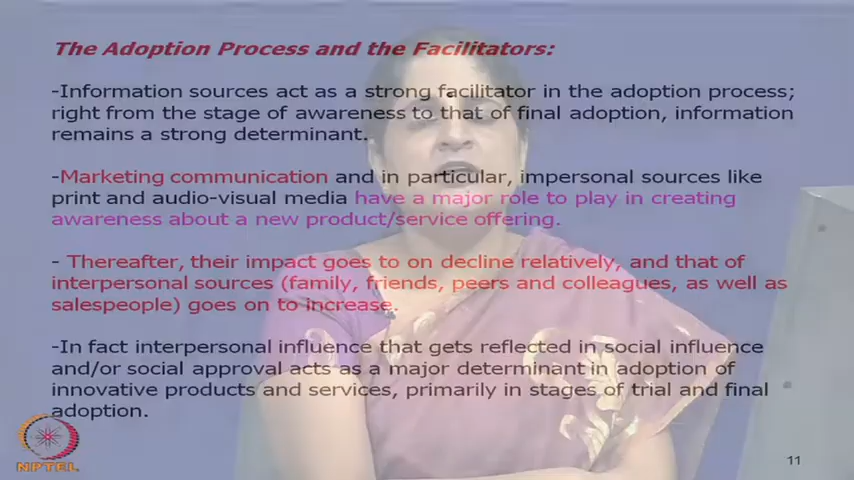 The Adoption Process and the Facilitators:
-Information sources act as a strong facilitator in the adoption process;
right from the stage of awareness to that of final adoption, information
remains a strong determinant.
-Marketing communication and in particular, impersonal sources like
print and audio-visual media have a major role to play in creating
awareness about a new product/service offering.
- Thereafter, their impact goes to on decline relatively, and that of
interpersonal sources (family, friends, peers and colleagues, as well as
salespeople) goes on to increase.
-In fact interpersonal influence that gets reflected in social influence
and/or social approval acts as a major determinant in adoption of
innovative products and services, primarily in stages of trial and final
adoption.
NPTEL
11